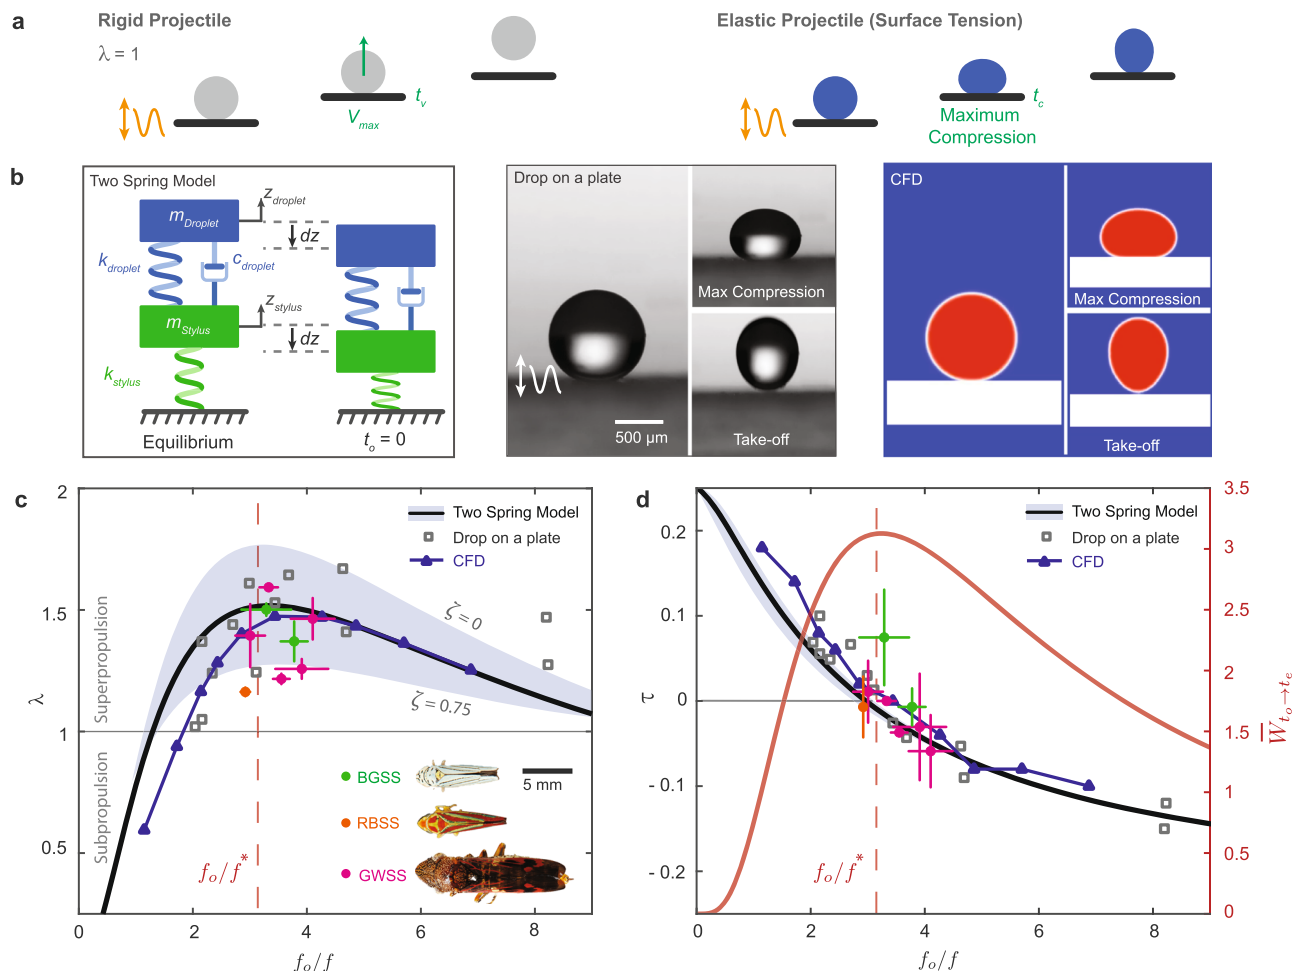 a
Rigid Projectile
λ = 1
V_max
t_v
Elastic Projectile (Surface Tension)
t_c
Maximum
Compression
b
Two Spring Model
z_droplet
m_Droplet
dz
k_droplet
c_droplet
z_stylus
m_Stylus
dz
k_stylus
Equilibrium
t_o = 0
Drop on a plate
Max Compression
500 µm
Take-off
CFD
Max Compression
Take-off
c
2
1.5
1
0.5
λ
Superpropulsion
Subpropulsion
Two Spring Model
Drop on a plate
CFD
ζ = 0
ζ = 0.75
BGSS
RBSS
GWSS
5 mm
f_o/f*
0
2
4
6
8
f_o/f
d
0.2
0.1
0
-0.1
-0.2
τ
Two Spring Model
Drop on a plate
CFD
f_o/f*
0
2
4
6
8
f_o/f
3.5
3
2.5
2
1.5
1
0.5
0
W̅_{t_o→t_e}